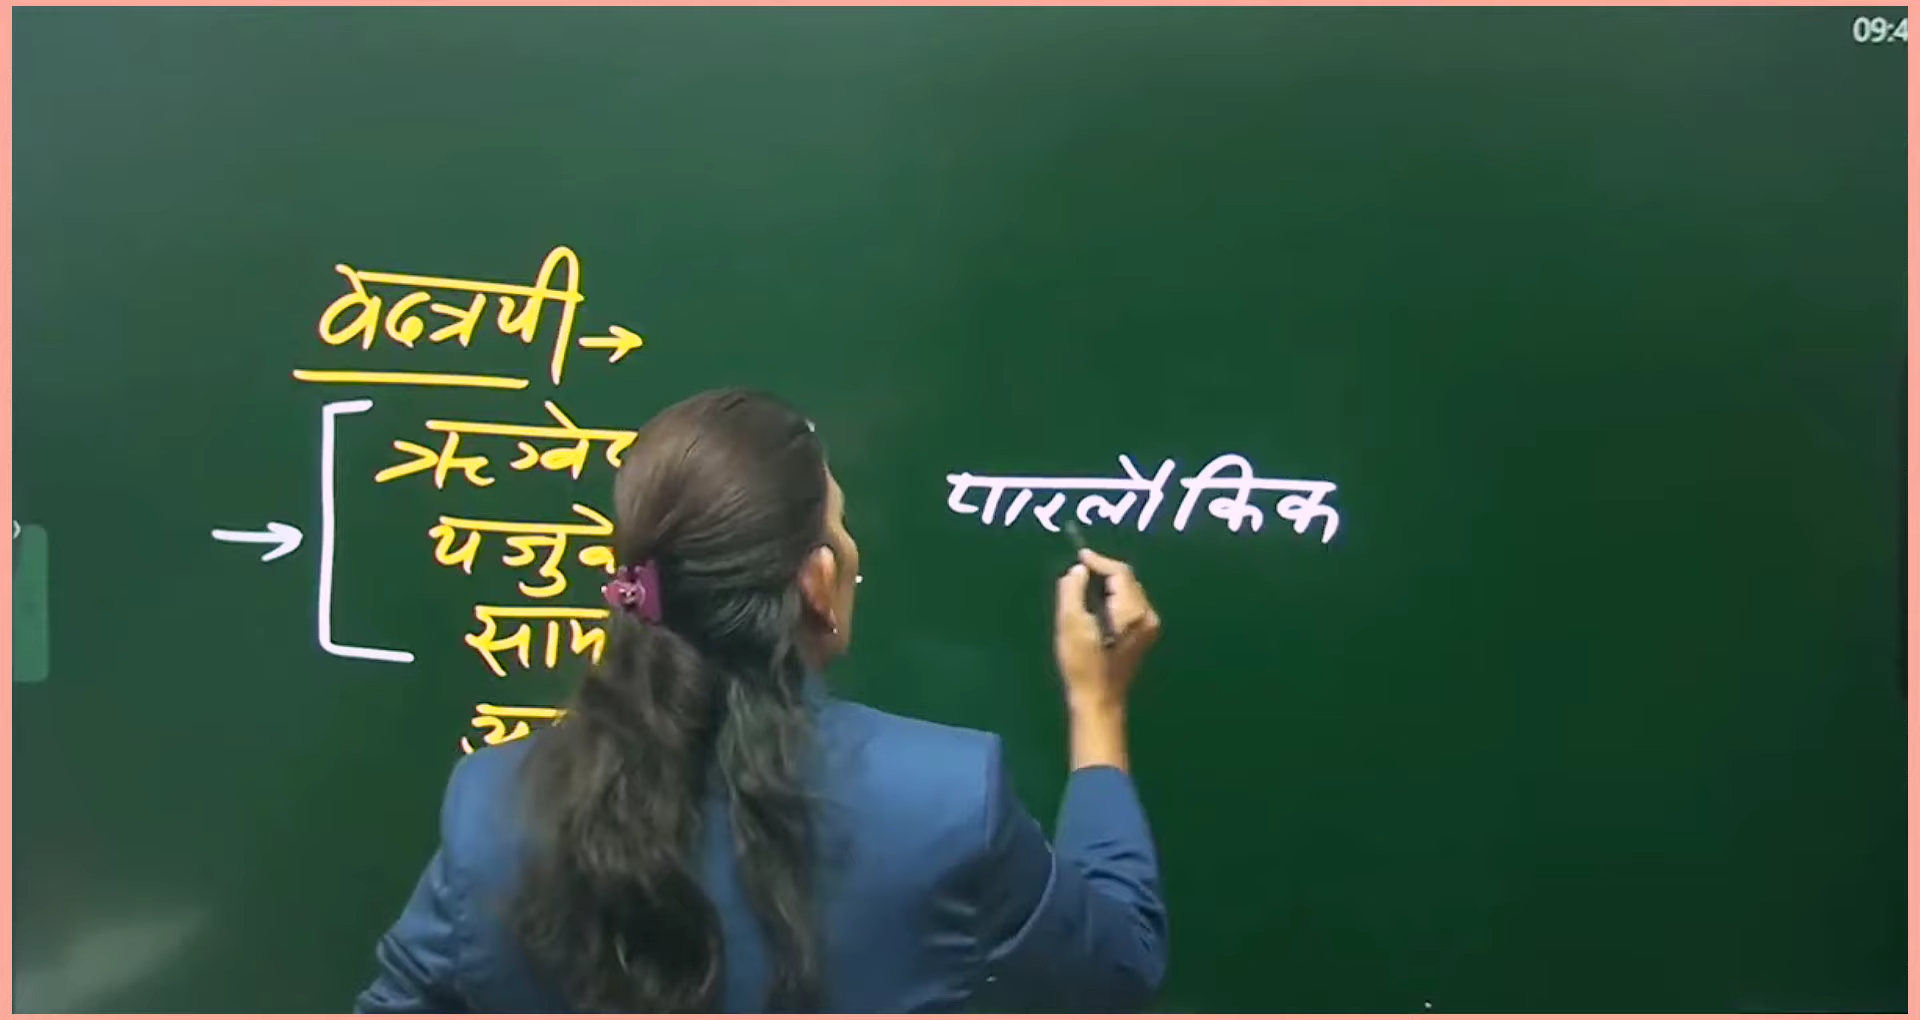 09:4
वेदत्रयी →
ऋग्वे
यजुवे
साम
पारलौकिक